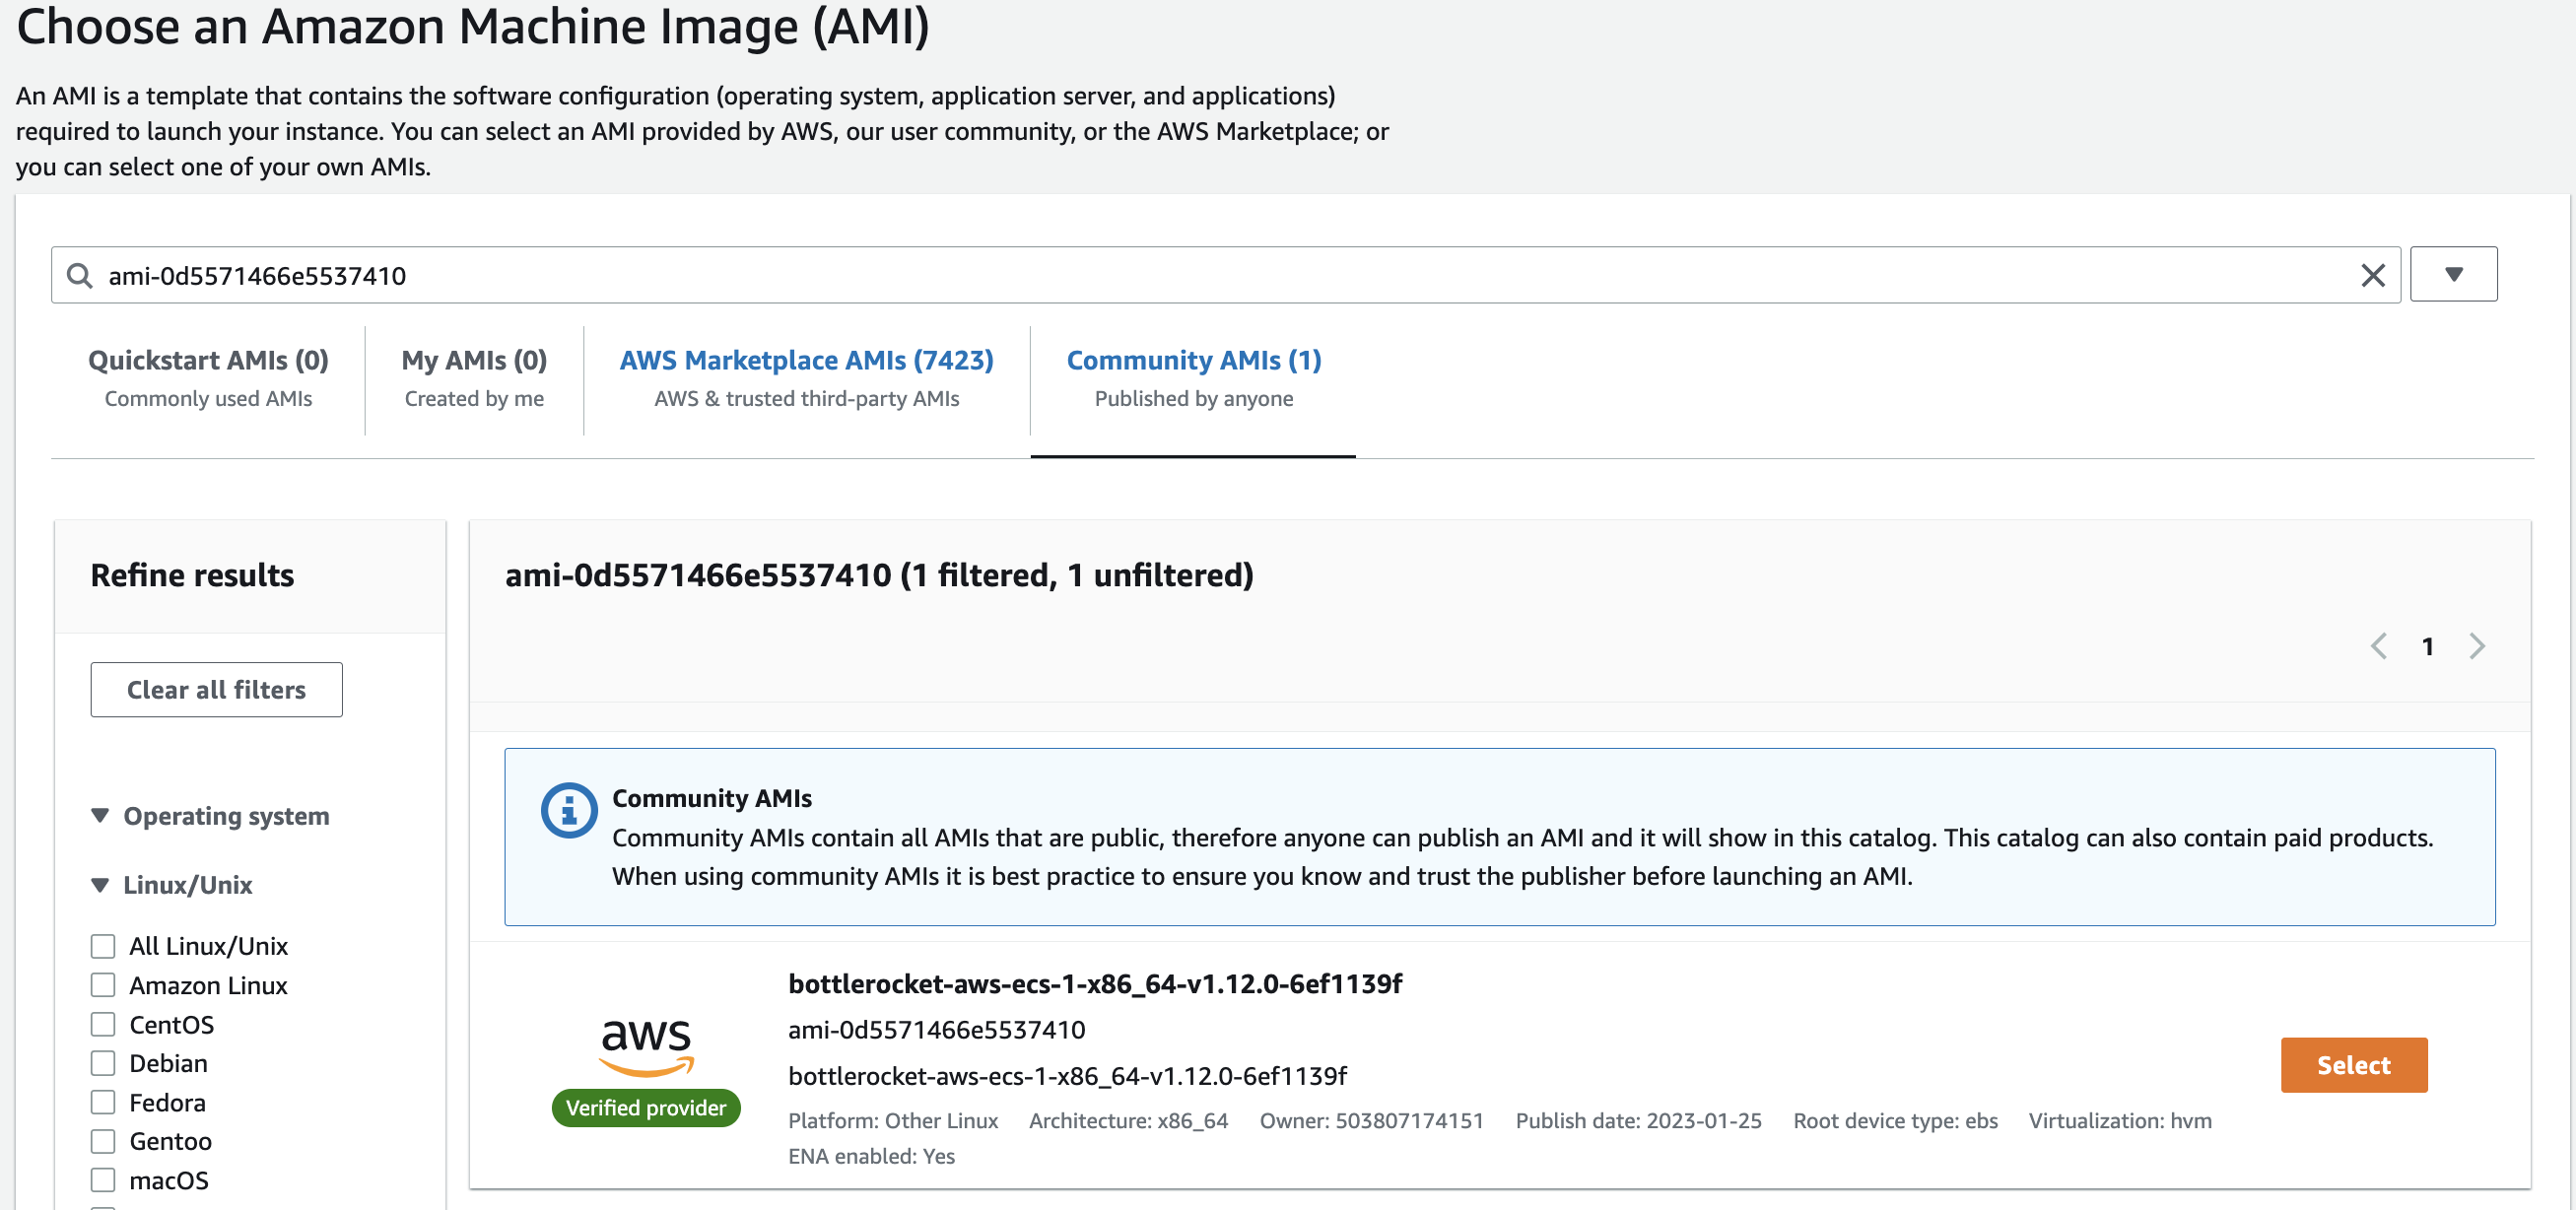 Choose an Amazon Machine Image (AMI)
An AMI is a template that contains the software configuration (operating system, application server, and applications)
required to launch your instance. You can select an AMI provided by AWS, our user community, or the AWS Marketplace; or
you can select one of your own AMIs.
ami-0d5571466e5537410
Quickstart AMIs (0)
Commonly used AMIs
My AMIs (0)
Created by me
AWS Marketplace AMIs (7423)
AWS & trusted third-party AMIs
Community AMIs (1)
Published by anyone
Refine results
Clear all filters
Operating system
Linux/Unix
All Linux/Unix
Amazon Linux
CentOS
Debian
Fedora
Gentoo
macOS
ami-0d5571466e5537410 (1 filtered, 1 unfiltered)
1
Community AMIs
Community AMIs contain all AMIs that are public, therefore anyone can publish an AMI and it will show in this catalog. This catalog can also contain paid products.
When using community AMIs it is best practice to ensure you know and trust the publisher before launching an AMI.
aws
Verified provider
bottlerocket-aws-ecs-1-x86_64-v1.12.0-6ef1139f
ami-0d5571466e5537410
bottlerocket-aws-ecs-1-x86_64-v1.12.0-6ef1139f
Platform: Other Linux Architecture: x86_64 Owner: 503807174151 Publish date: 2023-01-25 Root device type: ebs Virtualization: hvm
ENA enabled: Yes
Select